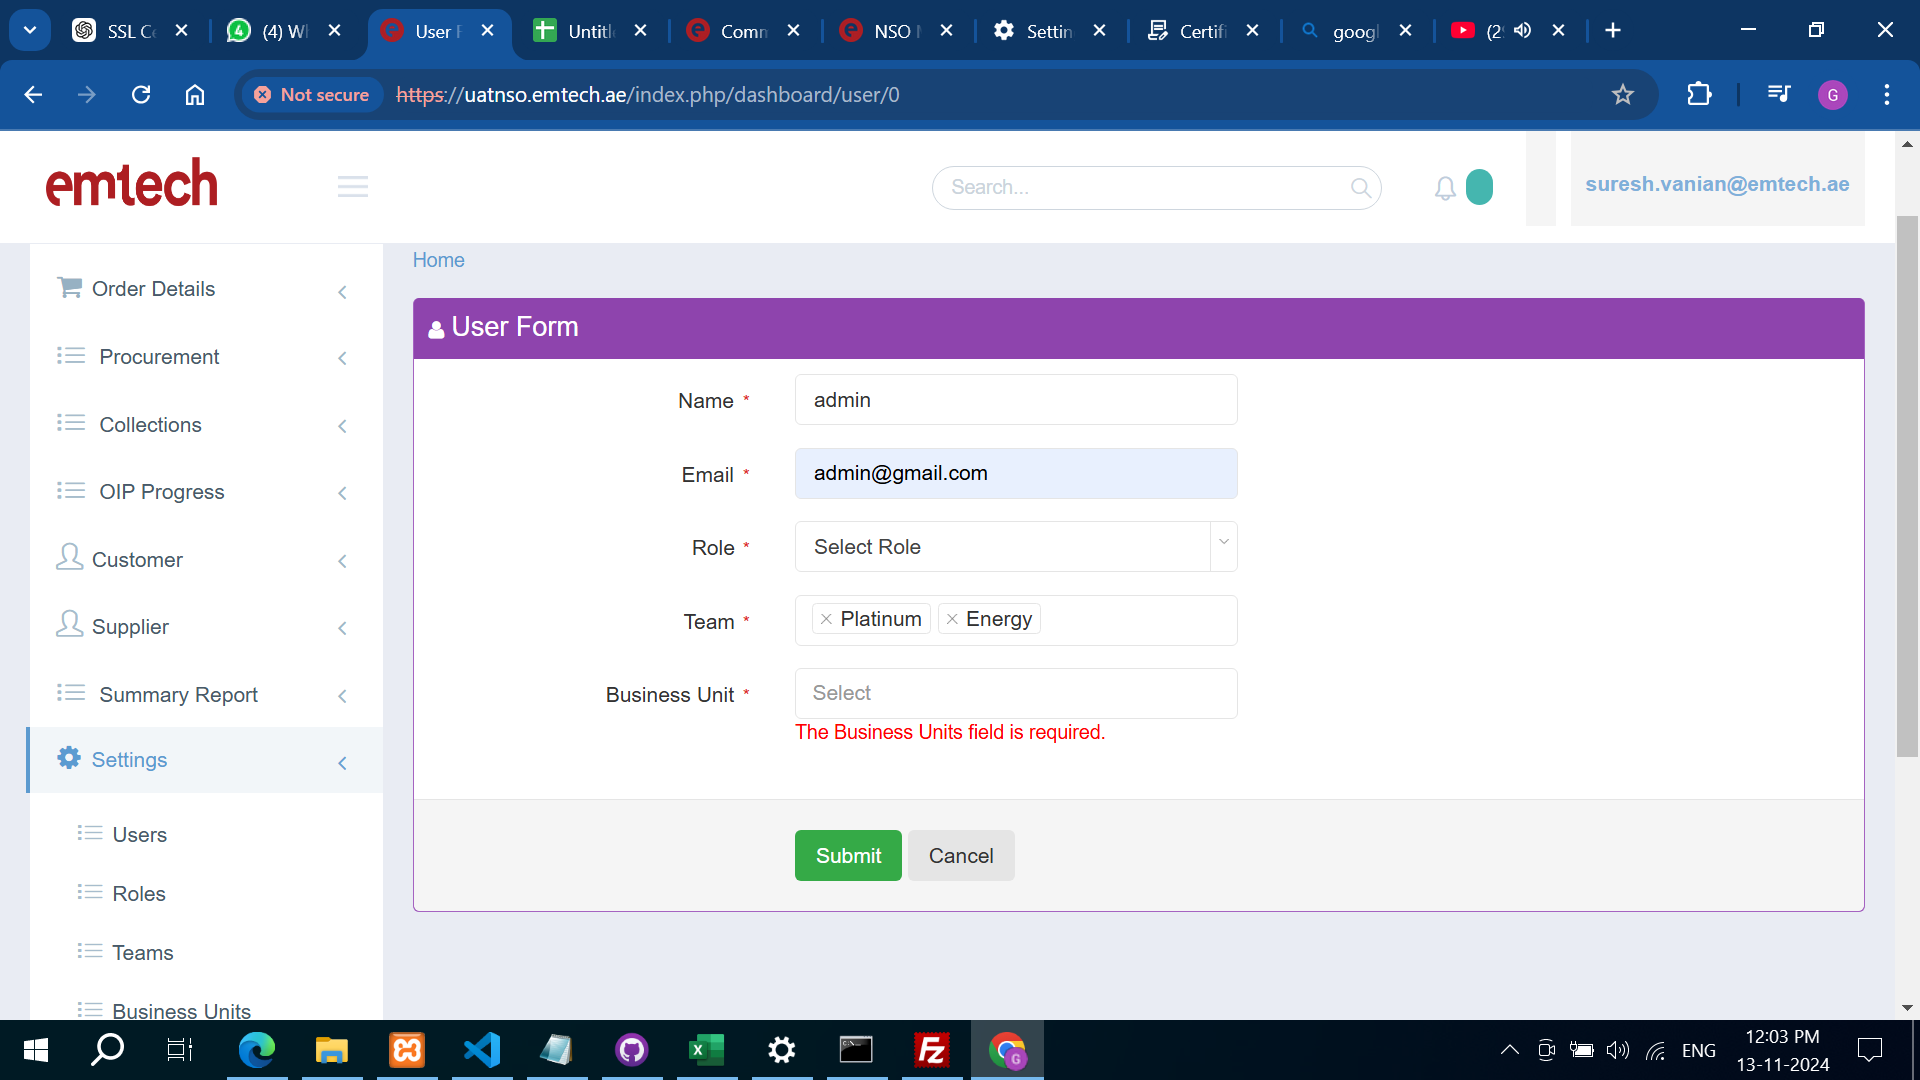 SSL Ce
(4) Wh
User F
Untitl
Comm
NSO
Settin
Certifi
googl
(2
Not secure
https://uatnso.emtech.ae/index.php/dashboard/user/0
G
emtech
Search...
suresh.vanian@emtech.ae
Home
Order Details
Procurement
Collections
OIP Progress
Customer
Supplier
Summary Report
Settings
Users
Roles
Teams
Business Units
User Form
Name *
admin
Email *
admin@gmail.com
Role *
Select Role
Team *
Platinum
Energy
Business Unit *
Select
The Business Units field is required.
Submit
Cancel
ENG
12:03 PM
13-11-2024